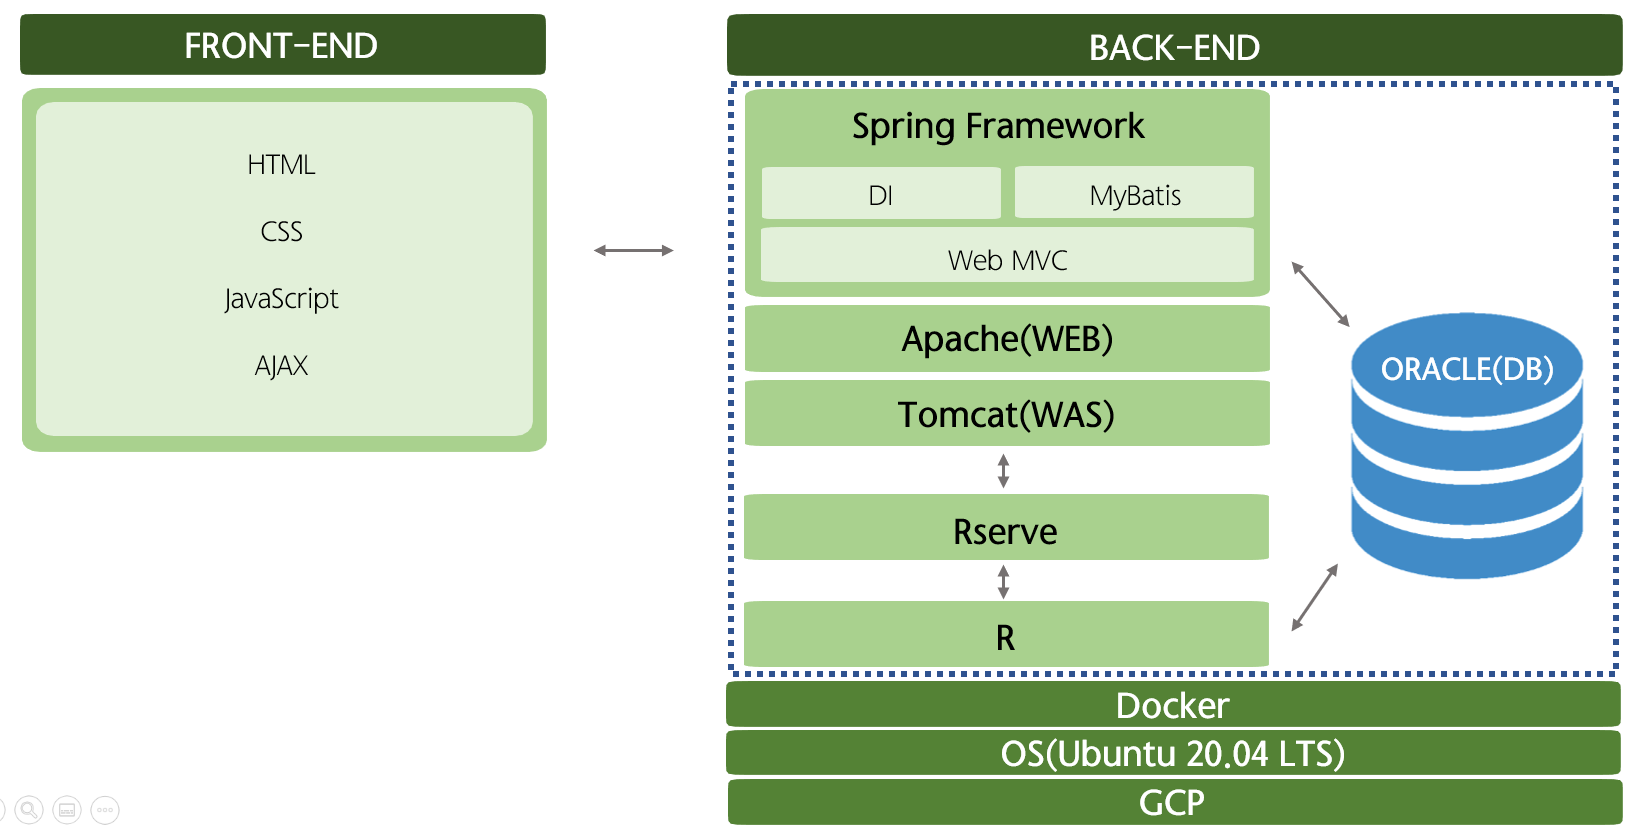 FRONT-END
HTML
CSS
JavaScript
AJAX
BACK-END
Spring Framework
DI
MyBatis
Web MVC
Apache(WEB)
Tomcat(WAS)
Rserve
R
ORACLE(DB)
Docker
OS(Ubuntu 20.04 LTS)
GCP